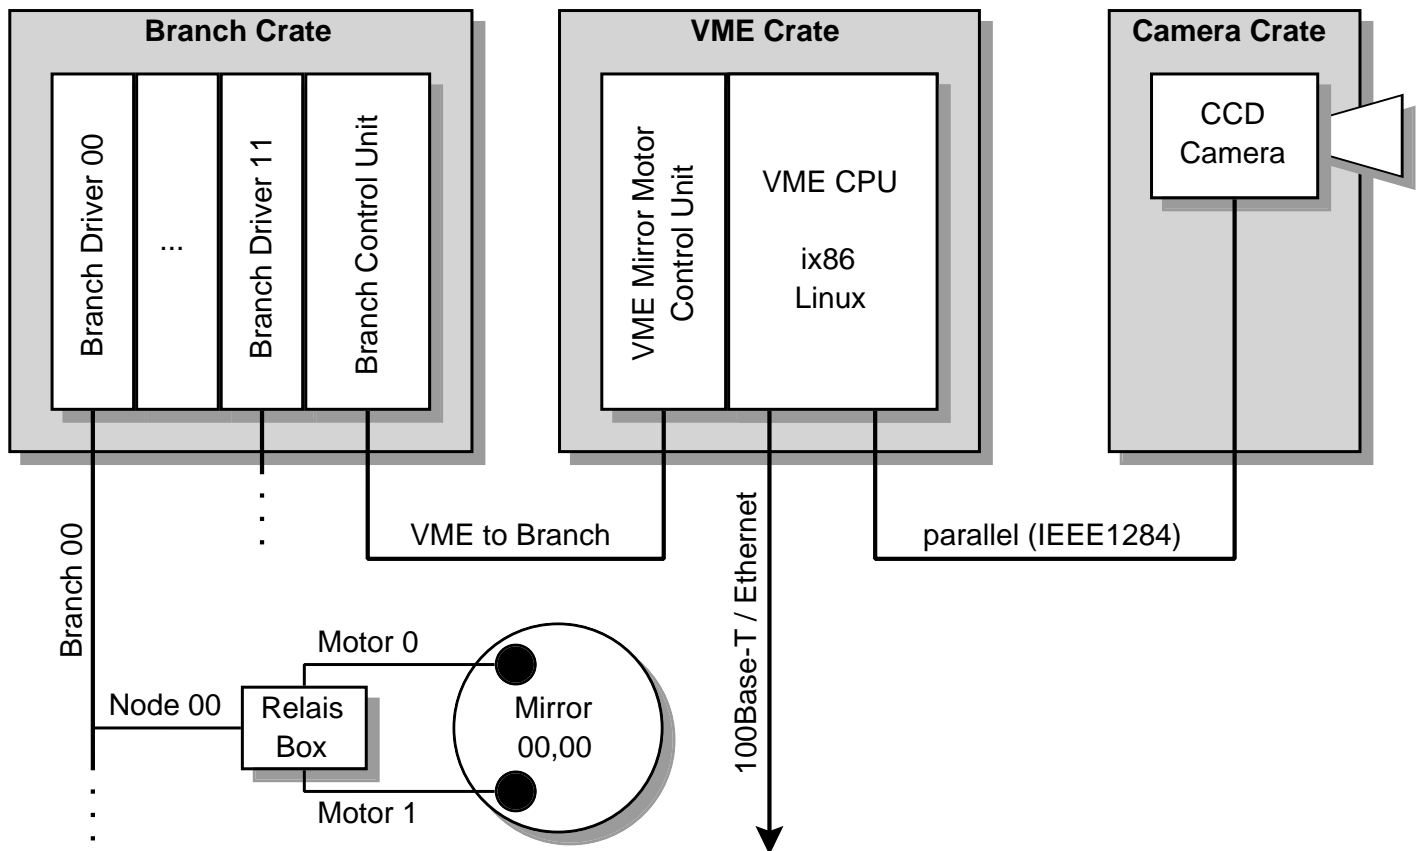 Branch Crate
Branch Driver 00
...
Branch Driver 11
Branch Control Unit
VME Crate
VME Mirror Motor
Control Unit
VME CPU
ix86
Linux
Camera Crate
CCD
Camera
VME to Branch
parallel (IEEE1284)
100Base-T / Ethernet
Branch 00
Node 00
Relais
Box
Motor 0
Motor 1
Mirror
00,00